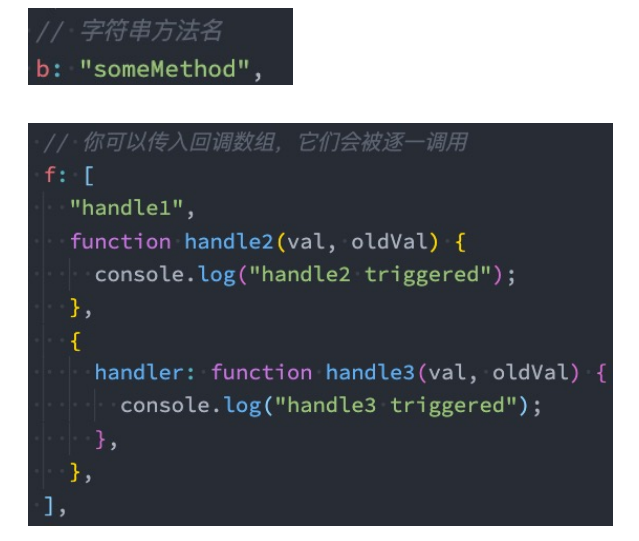 // 字符串方法名
b: "someMethod",
// 你可以传入回调数组，它们会被逐一调用
f: [
"handle1",
function handle2(val, oldVal) {
console.log("handle2 triggered");
},
{
handler: function handle3(val, oldVal) {
console.log("handle3 triggered");
},
},
],